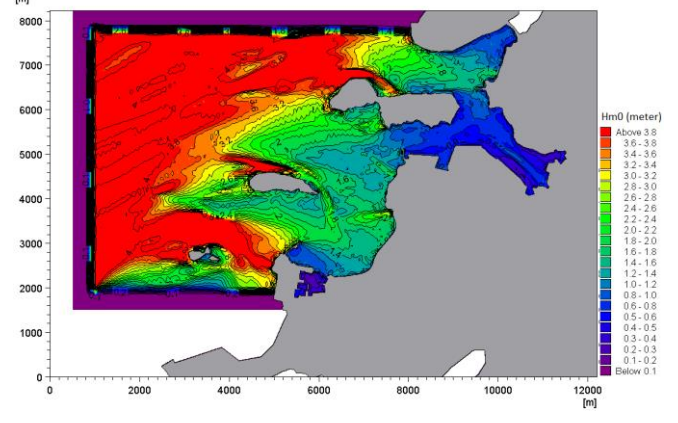 [m]
8000
7000
6000
5000
4000
3000
2000
1000
0
0
2000
4000
6000
8000
10000
12000
[m]
Hm0 (meter)
Above 3.8
3.6 - 3.8
3.4 - 3.6
3.2 - 3.4
3.0 - 3.2
2.8 - 3.0
2.6 - 2.8
2.4 - 2.6
2.2 - 2.4
2.0 - 2.2
1.8 - 2.0
1.6 - 1.8
1.4 - 1.6
1.2 - 1.4
1.0 - 1.2
0.8 - 1.0
0.6 - 0.8
0.5 - 0.6
0.4 - 0.5
0.3 - 0.4
0.2 - 0.3
0.1 - 0.2
Below 0.1